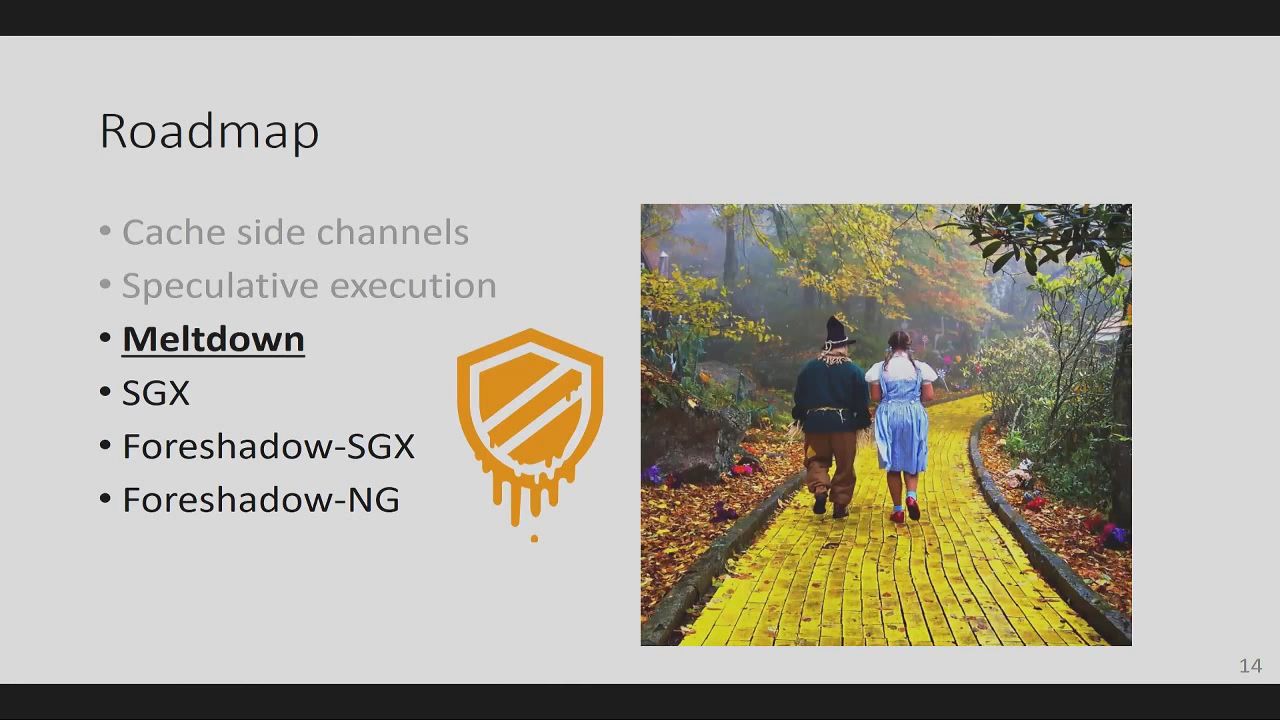 Roadmap
• Cache side channels
• Speculative execution
• Meltdown
• SGX
• Foreshadow-SGX
• Foreshadow-NG
14